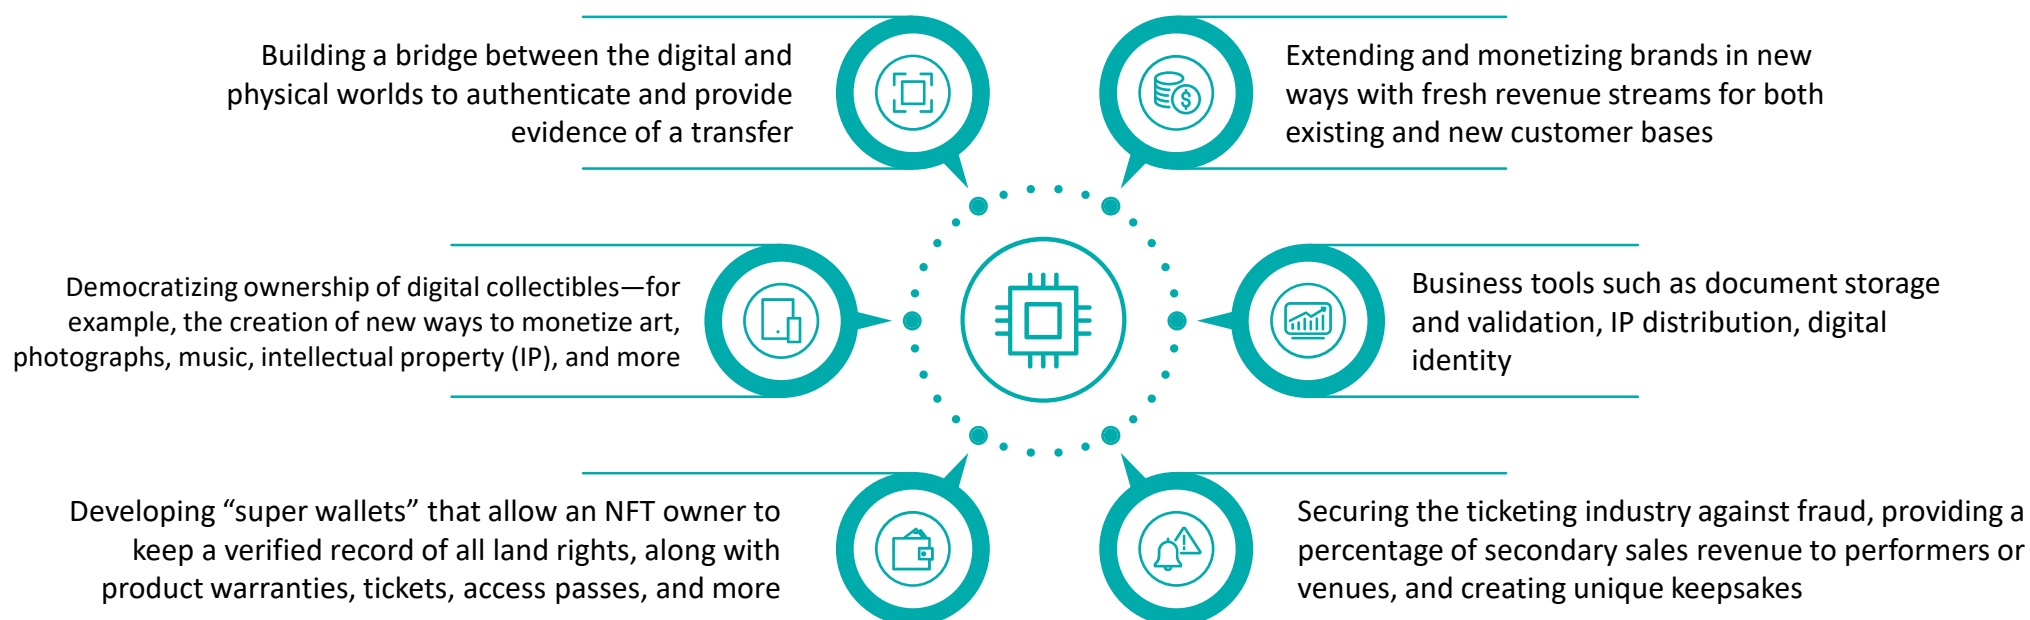 Building a bridge between the digital and
physical worlds to authenticate and provide
evidence of a transfer
Extending and monetizing brands in new
ways with fresh revenue streams for both
existing and new customer bases
Democratizing ownership of digital collectibles—for
example, the creation of new ways to monetize art,
photographs, music, intellectual property (IP), and more
Business tools such as document storage
and validation, IP distribution, digital
identity
Developing “super wallets” that allow an NFT owner to
keep a verified record of all land rights, along with
product warranties, tickets, access passes, and more
Securing the ticketing industry against fraud, providing a
percentage of secondary sales revenue to performers or
venues, and creating unique keepsakes